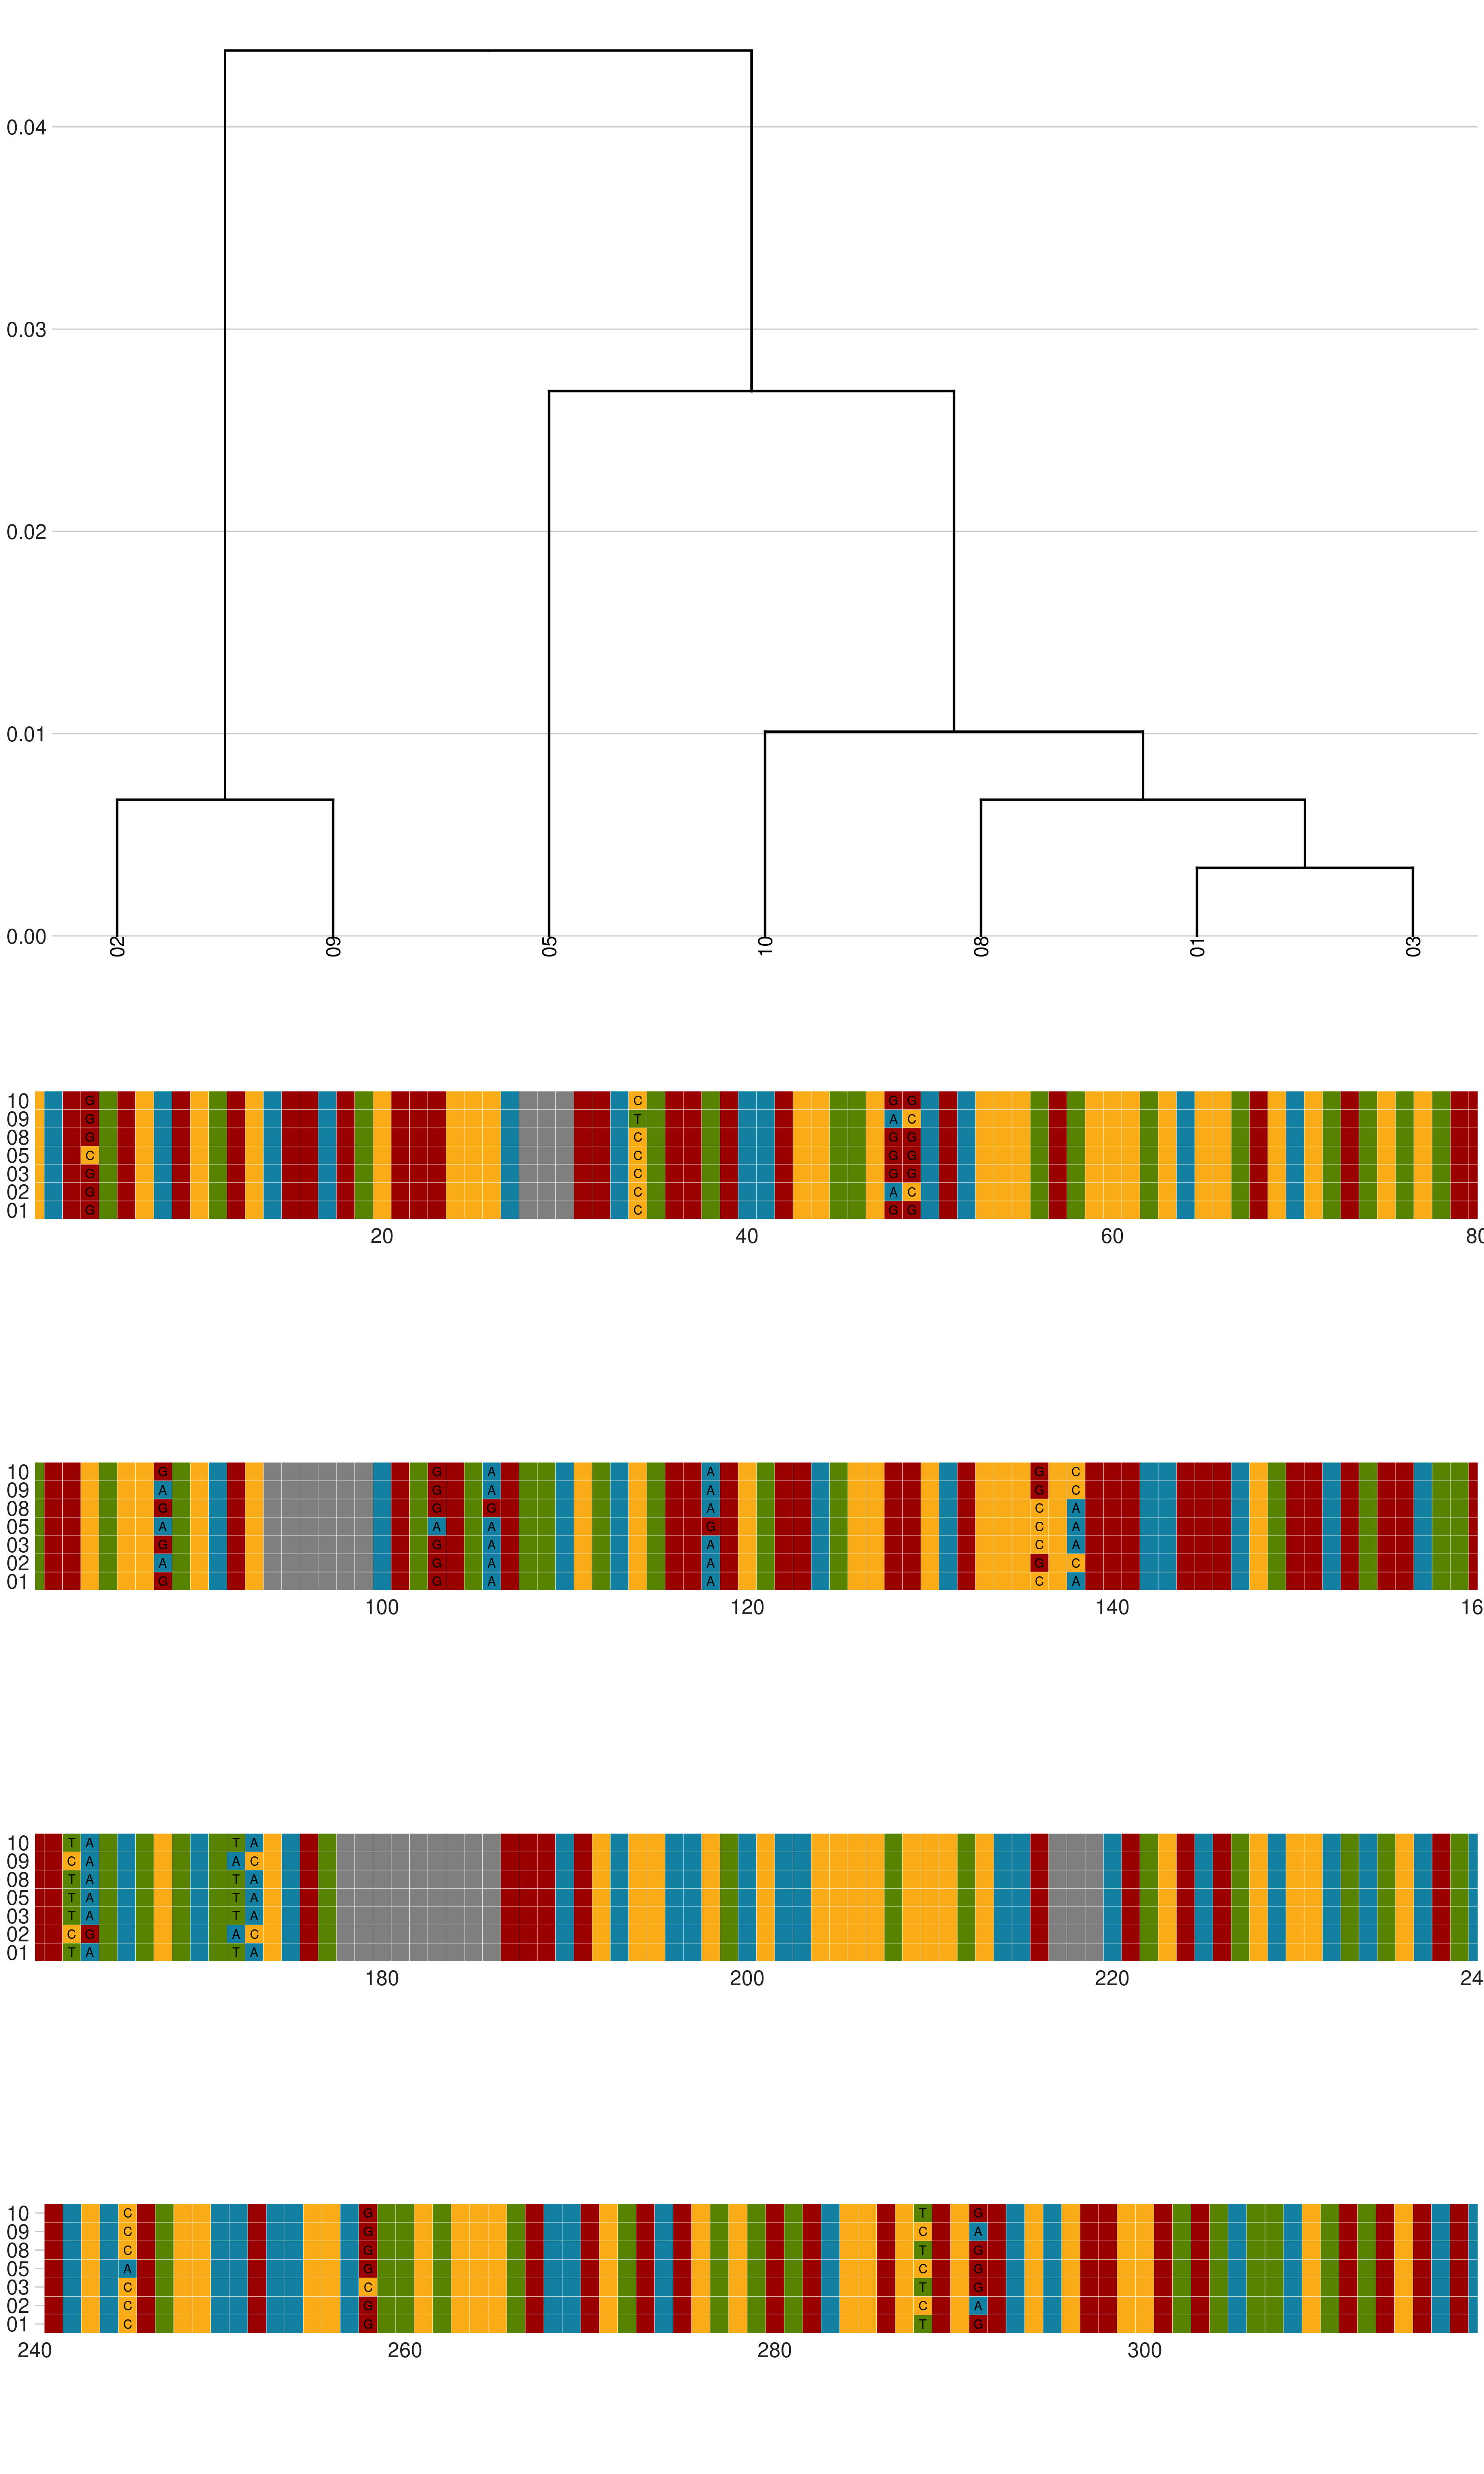 0.04
0.03
0.02
0.01
0.00
02 09 05 10 08 01 03
10 G C G G
09 G T A C
08 G C G G
05 C C G G
03 G C G G
02 G C A C
01 G C G G
20 40 60 80
10 G G A A G C
09 A G A A G C
08 G G G A C A
05 A A A G C A
03 G G A A C A
02 A G A A G C
01 G G A A C A
100 120 140 16
10 T A T A
09 C A A C
08 T A T A
05 T A T A
03 T A T A
02 C G A C
01 T A T A
180 200 220 24
10 C G T G
09 C G C A
08 C G T G
05 A G C G
03 C C T G
02 C G C A
01 C G T G
240 260 280 300